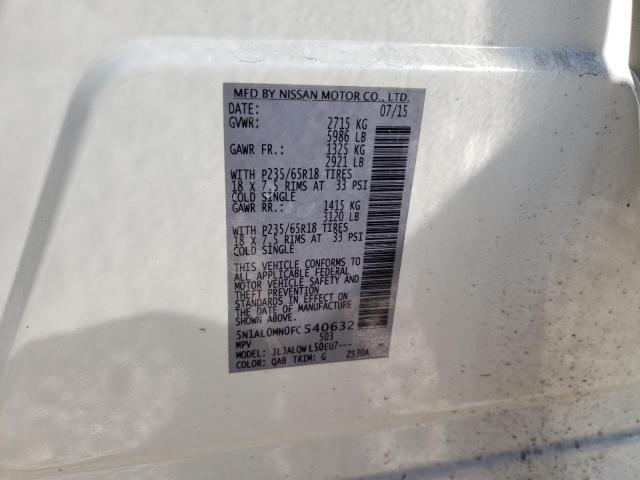 MFD BY NISSAN MOTOR CO., LTD.
DATE: 07/15
GVWR: 2715 KG
5986 LB
GAWR FR.: 1325 KG
2921 LB
WITH P235/65R18 TIRES
18 X 7.5 RIMS AT 33 PSI
COLD SINGLE
GAWR RR.: 1415 KG
3120 LB
WITH P235/65R18 TIRES
18 X 7.5 RIMS AT 33 PSI
COLD SINGLE
THIS VEHICLE CONFORMS TO
ALL APPLICABLE FEDERAL
MOTOR VEHICLE SAFETY AND
THEFT PREVENTION
STANDARDS IN EFFECT ON THE
DATE OF MANUFACTURE
SHOWN ABOVE.
5N1AL0MN0FC540632
MPV 503
MODEL: JLJALQWL50EU7---
COLOR: QAB TRIM: G ZS30A